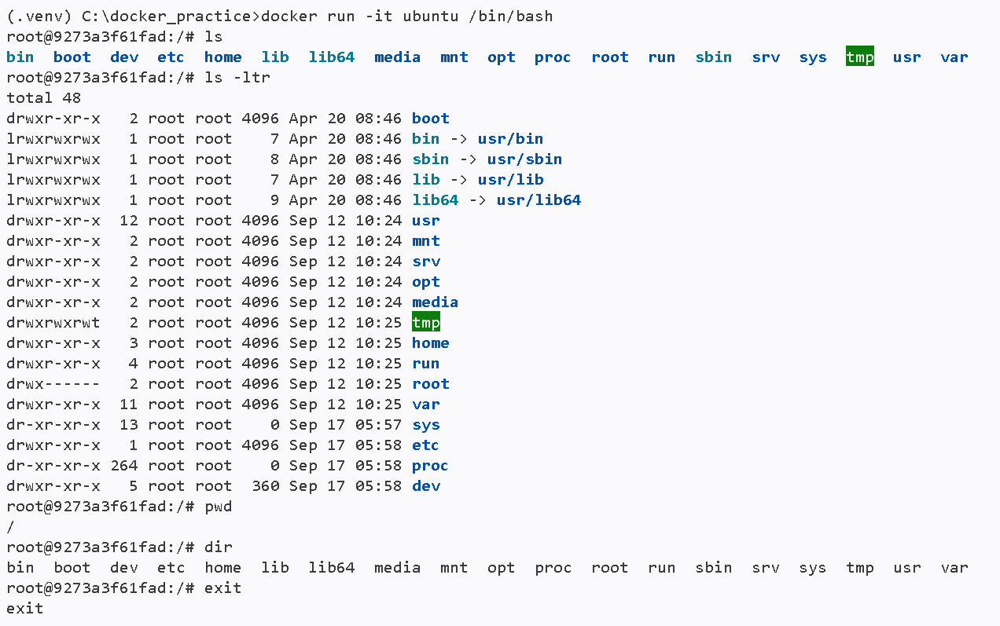 (.venv) C:\docker_practice>docker run -it ubuntu /bin/bash
root@9273a3f61fad:/# ls
bin  boot  dev  etc  home  lib  lib64  media  mnt  opt  proc  root  run  sbin  srv  sys  tmp  usr  var
root@9273a3f61fad:/# ls -ltr
total 48
drwxr-xr-x   2 root root 4096 Apr 20 08:46 boot
lrwxrwxrwx   1 root root    7 Apr 20 08:46 bin -> usr/bin
lrwxrwxrwx   1 root root    8 Apr 20 08:46 sbin -> usr/sbin
lrwxrwxrwx   1 root root    7 Apr 20 08:46 lib -> usr/lib
lrwxrwxrwx   1 root root    9 Apr 20 08:46 lib64 -> usr/lib64
drwxr-xr-x  12 root root 4096 Sep 12 10:24 usr
drwxr-xr-x   2 root root 4096 Sep 12 10:24 mnt
drwxr-xr-x   2 root root 4096 Sep 12 10:24 srv
drwxr-xr-x   2 root root 4096 Sep 12 10:24 opt
drwxr-xr-x   2 root root 4096 Sep 12 10:24 media
drwxrwxrwt   2 root root 4096 Sep 12 10:25 tmp
drwxr-xr-x   3 root root 4096 Sep 12 10:25 home
drwxr-xr-x   4 root root 4096 Sep 12 10:25 run
drwx------   2 root root 4096 Sep 12 10:25 root
drwxr-xr-x  11 root root 4096 Sep 12 10:25 var
dr-xr-xr-x  13 root root    0 Sep 17 05:57 sys
drwxr-xr-x   1 root root 4096 Sep 17 05:58 etc
dr-xr-xr-x 264 root root    0 Sep 17 05:58 proc
drwxr-xr-x   5 root root  360 Sep 17 05:58 dev
root@9273a3f61fad:/# pwd
/
root@9273a3f61fad:/# dir
bin  boot  dev  etc  home  lib  lib64  media  mnt  opt  proc  root  run  sbin  srv  sys  tmp  usr  var
root@9273a3f61fad:/# exit
exit